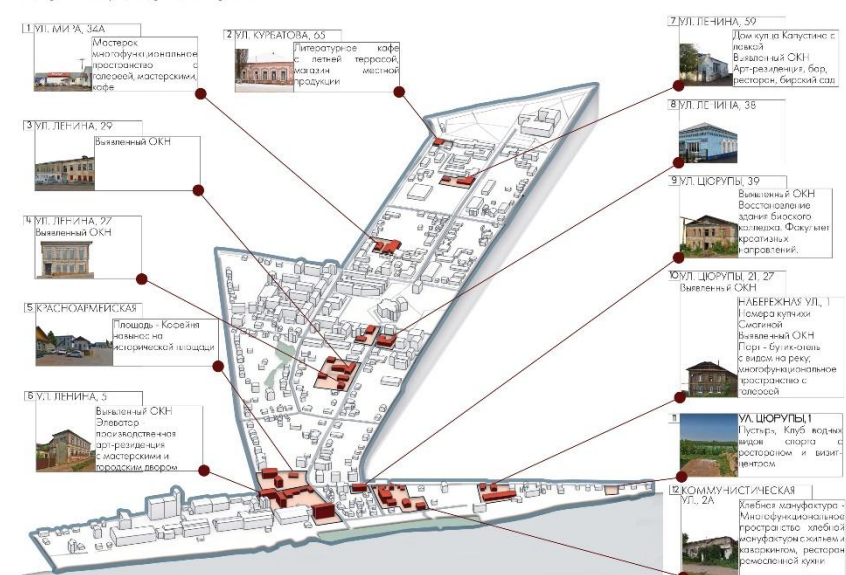 1 УЛ. МИРА, 34А
Мастерок
многофункциональное
пространство с
галереей, мастерскими,
кафе
2 УЛ. КУРБАТОВА, 65
Литературное кафе
с летней террасой,
магазин местной
продукции
3 УЛ. ЛЕНИНА, 29
Выявленный ОКН
4 УЛ. ЛЕНИНА, 27
Выявленный ОКН
5 КРАСНОАРМЕЙСКАЯ
Площадь - Кофейня
навынос на
исторической площади
6 УЛ. ЛЕНИНА, 5
Выявленный ОКН
Элеватор
производственная
арт-резиденция
с мастерскими и
городским двором
7 УЛ. ЛЕНИНА, 59
Дом купца Капустина с
лавкой
Выявленный ОКН
Арт-резиденция, бар,
ресторан, бирский сад
8 УЛ. ЛЕНИНА, 38
9 УЛ. ЦЮРУПЫ, 39
Выявленный ОКН
Восстановление
здания бирского
колледжа. Факультет
креативных
направлений.
10 УЛ. ЦЮРУПЫ, 21, 27
Выявленный ОКН
НАБЕРЕЖНАЯ УЛ., 1
Номера купчихи
Смагиной
Выявленный ОКН
Порт - бутик-отель
с видом на реку;
многофункциональное
пространство с
галереей
11 УЛ. ЦЮРУПЫ,1
Пустырь, Клуб водных
видов спорта с
рестораном и визит-
центром
12 КОММУНИСТИЧЕСКАЯ
УЛ., 2А
Хлебная мануфактура -
Многофункциональное
пространство хлебной
мануфактуры с жильем и
каворкингом, ресторан
ремесленной кухни